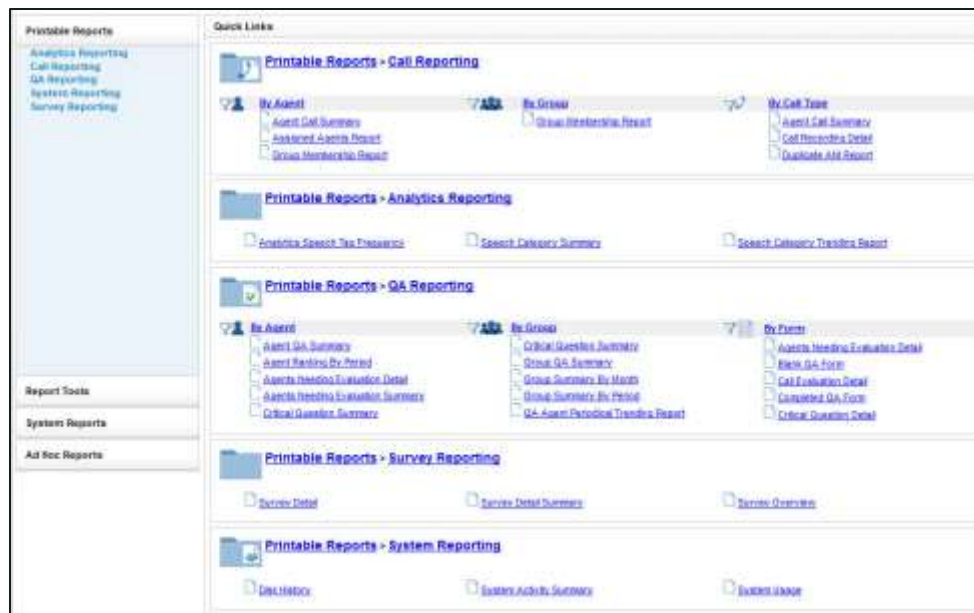 Printable Reports
Analytics Reporting
Call Reporting
QA Reporting
System Reporting
Survey Reporting
Report Tools
System Reports
Ad Hoc Reports
Quick Links
Printable Reports > Call Reporting
By Agent
Agent Call Summary
Assigned Agents Report
Group Membership Report
By Group
Group Membership Report
By Call Type
Agent Call Summary
Call Recording Detail
Duplicate ANI Report
Printable Reports > Analytics Reporting
Analytics Speech Tag Frequency
Speech Category Summary
Speech Category Trending Report
Printable Reports > QA Reporting
By Agent
Agent QA Summary
Agent Ranking By Period
Agents Needing Evaluation Detail
Agents Needing Evaluation Summary
Critical Question Summary
By Group
Critical Question Summary
Group QA Summary
Group Summary By Month
Group Summary By Period
QA Agent Periodical Trending Report
By Form
Agents Needing Evaluation Detail
Blank QA Form
Call Evaluation Detail
Completed QA Form
Critical Question Detail
Printable Reports > Survey Reporting
Survey Detail
Survey Detail Summary
Survey Overview
Printable Reports > System Reporting
Disc History
System Activity Summary
System Usage